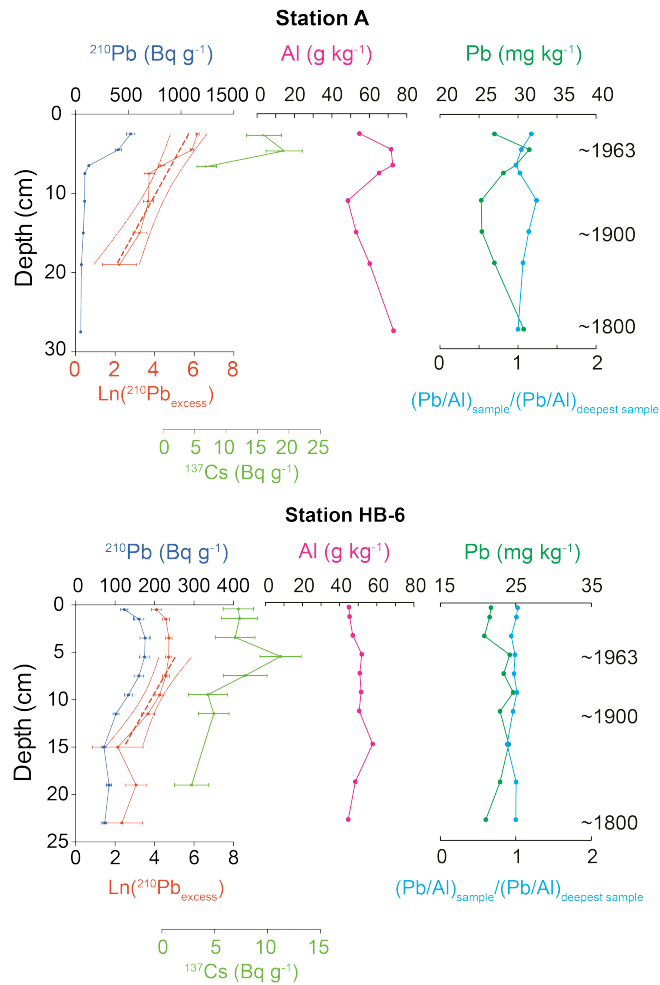 Station A
²¹⁰Pb (Bq g⁻¹) Al (g kg⁻¹) Pb (mg kg⁻¹)
0 500 1000 1500 0 20 40 60 80 20 25 30 35 40
0
10
20
30
Depth (cm)
~1963
~1900
~1800
0 2 4 6 8 0 1 2
Ln(²¹⁰Pbexcess) (Pb/Al)sample/(Pb/Al)deepest sample
0 5 10 15 20 25
¹³⁷Cs (Bq g⁻¹)
Station HB-6
²¹⁰Pb (Bq g⁻¹) Al (g kg⁻¹) Pb (mg kg⁻¹)
0 100 200 300 400 0 20 40 60 80 15 25 35
0
5
10
15
20
25
Depth (cm)
~1963
~1900
~1800
0 2 4 6 8 0 1 2
Ln(²¹⁰Pbexcess) (Pb/Al)sample/(Pb/Al)deepest sample
0 5 10 15
¹³⁷Cs (Bq g⁻¹)